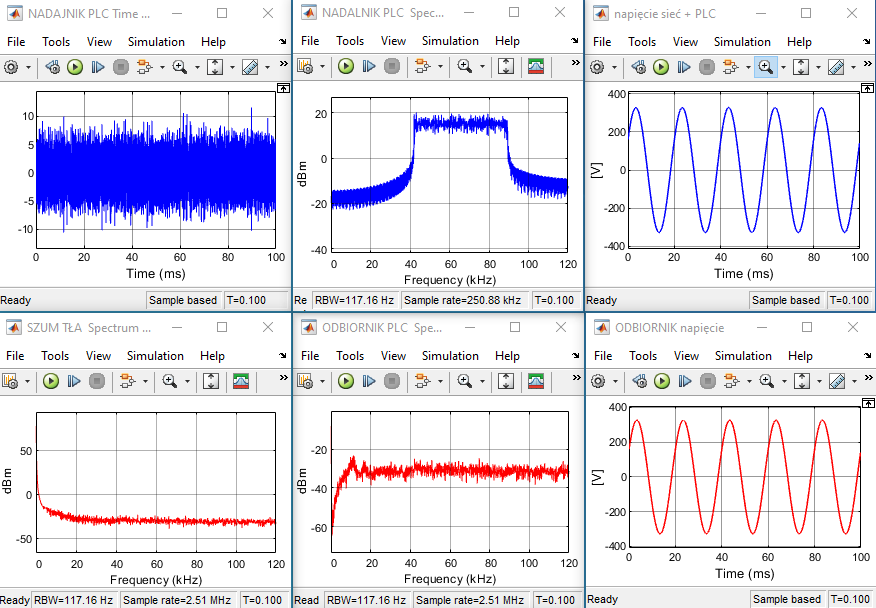 NADAJNIK PLC Time ...
File Tools View Simulation Help
10
5
0
-5
-10
0 20 40 60 80 100
Time (ms)
Ready Sample based T=0.100
NADALNIK PLC Spec...
File Tools View Simulation Help
dBm
20
0
-20
-40
0 20 40 60 80 100 120
Frequency (kHz)
Re RBW=117.16 Hz Sample rate=250.88 kHz T=0.100
napięcie sieć + PLC
File Tools View Simulation Help
[V]
400
200
0
-200
-400
0 20 40 60 80 100
Time (ms)
Ready Sample based T=0.100
SZUM TŁA Spectrum ...
File Tools View Simulation Help
dBm
50
0
-50
0 20 40 60 80 100 120
Frequency (kHz)
Ready RBW=117.16 Hz Sample rate=2.51 MHz T=0.100
ODBIORNIK PLC Spe...
File Tools View Simulation Help
dBm
-20
-40
-60
0 20 40 60 80 100 120
Frequency (kHz)
Read RBW=117.16 Hz Sample rate=2.51 MHz T=0.100
ODBIORNIK napięcie
File Tools View Simulation Help
[V]
400
200
0
-200
-400
0 20 40 60 80 100
Time (ms)
Ready Sample based T=0.100